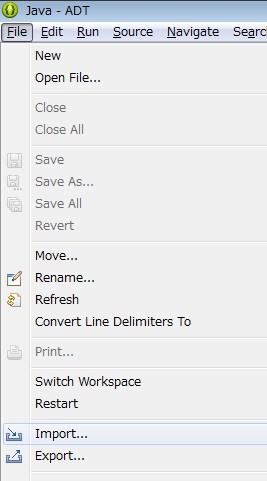 Java - ADT
File Edit Run Source Navigate Searc
New
Open File...
Close
Close All
Save
Save As...
Save All
Revert
Move...
Rename...
Refresh
Convert Line Delimiters To
Print...
Switch Workspace
Restart
Import...
Export...